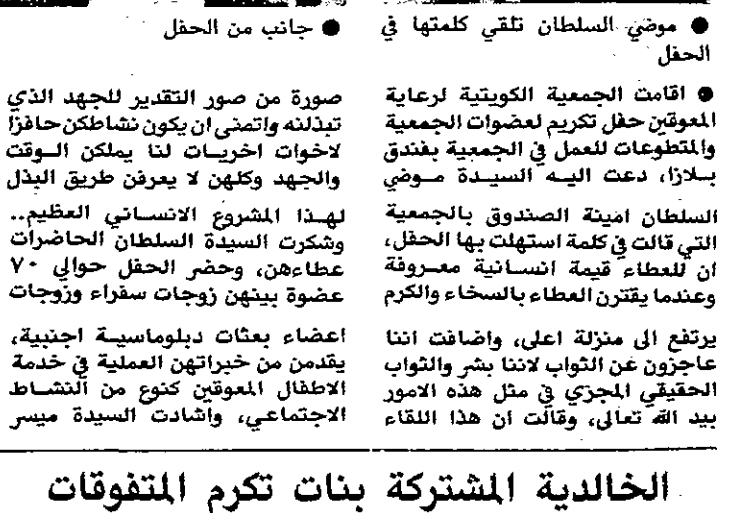 ● موضي السلطان تلقي كلمتها في
الحفل
● جانب من الحفل
● اقامت الجمعية الكويتية لرعاية
المعوقين حفل تكريم لعضوات الجمعية
والمتطوعات للعمل في الجمعية بفندق
بلازا، دعت اليه السيدة موضي
السلطان امينة الصندوق بالجمعية
التي قالت في كلمة استهلت بها الحفل،
ان للعطاء قيمة انسانية معروفة
وعندما يقترن العطاء بالسخاء والكرم
يرتفع الى منزلة اعلى، واضافت اننا
عاجزون عن الثواب لاننا بشر والثواب
الحقيقي المجزي في مثل هذه الامور
بيد الله تعالى، وقالت ان هذا اللقاء
صورة من صور التقدير للجهد الذي
تبذلنه واتمنى ان يكون نشاطكن حافزا
لاخوات اخريات لنا يملكن الوقت
والجهد وكلهن لا يعرفن طريق البذل
لهذا المشروع الانساني العظيم..
وشكرت السيدة السلطان الحاضرات
عطاءهن، وحضر الحفل حوالي ٧٠
عضوة بينهن زوجات سفراء وزوجات
اعضاء بعثات دبلوماسية اجنبية،
يقدمن من خبراتهن العملية في خدمة
الاطفال المعوقين كنوع من النشاط
الاجتماعي، واشادت السيدة ميسر
الخالدية المشتركة بنات تكرم المتفوقات